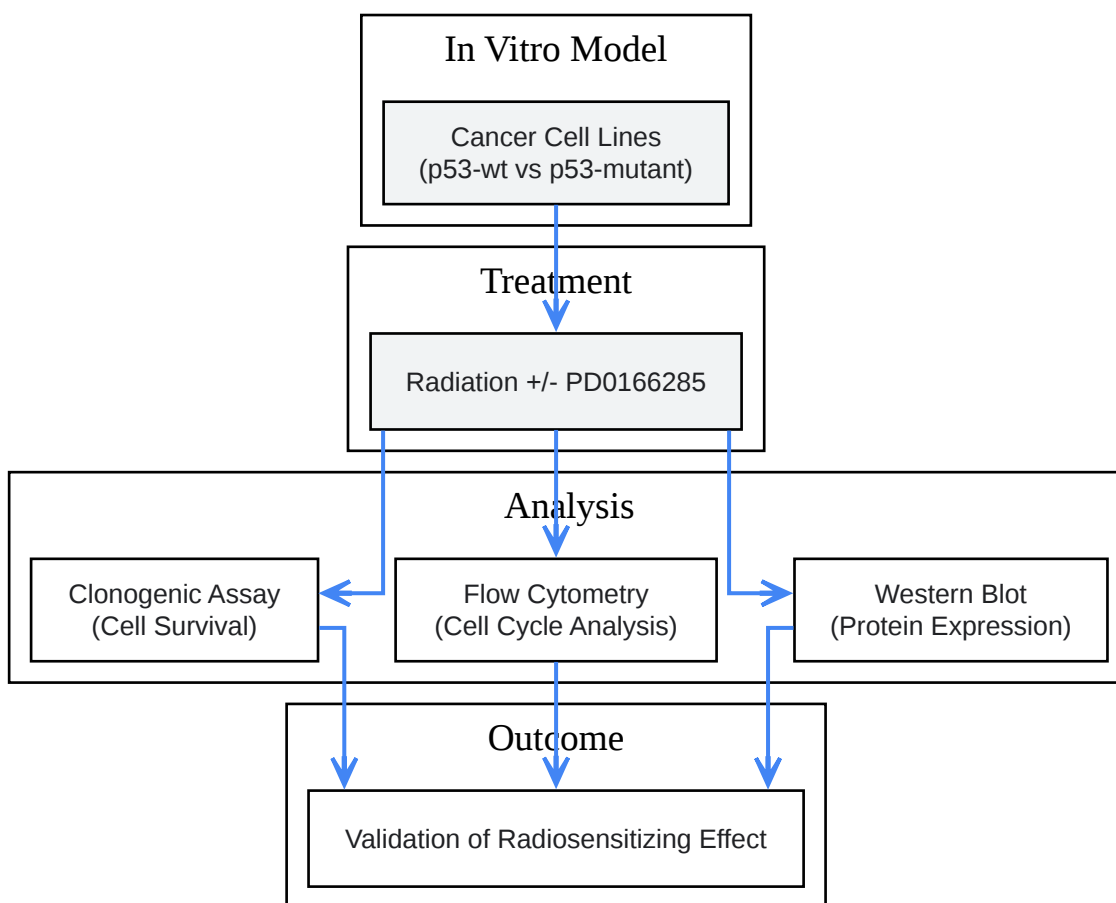 In Vitro Model
Cancer Cell Lines
(p53-wt vs p53-mutant)
Treatment
Radiation +/- PD0166285
Analysis
Clonogenic Assay
(Cell Survival)
Flow Cytometry
(Cell Cycle Analysis)
Western Blot
(Protein Expression)
Outcome
Validation of Radiosensitizing Effect